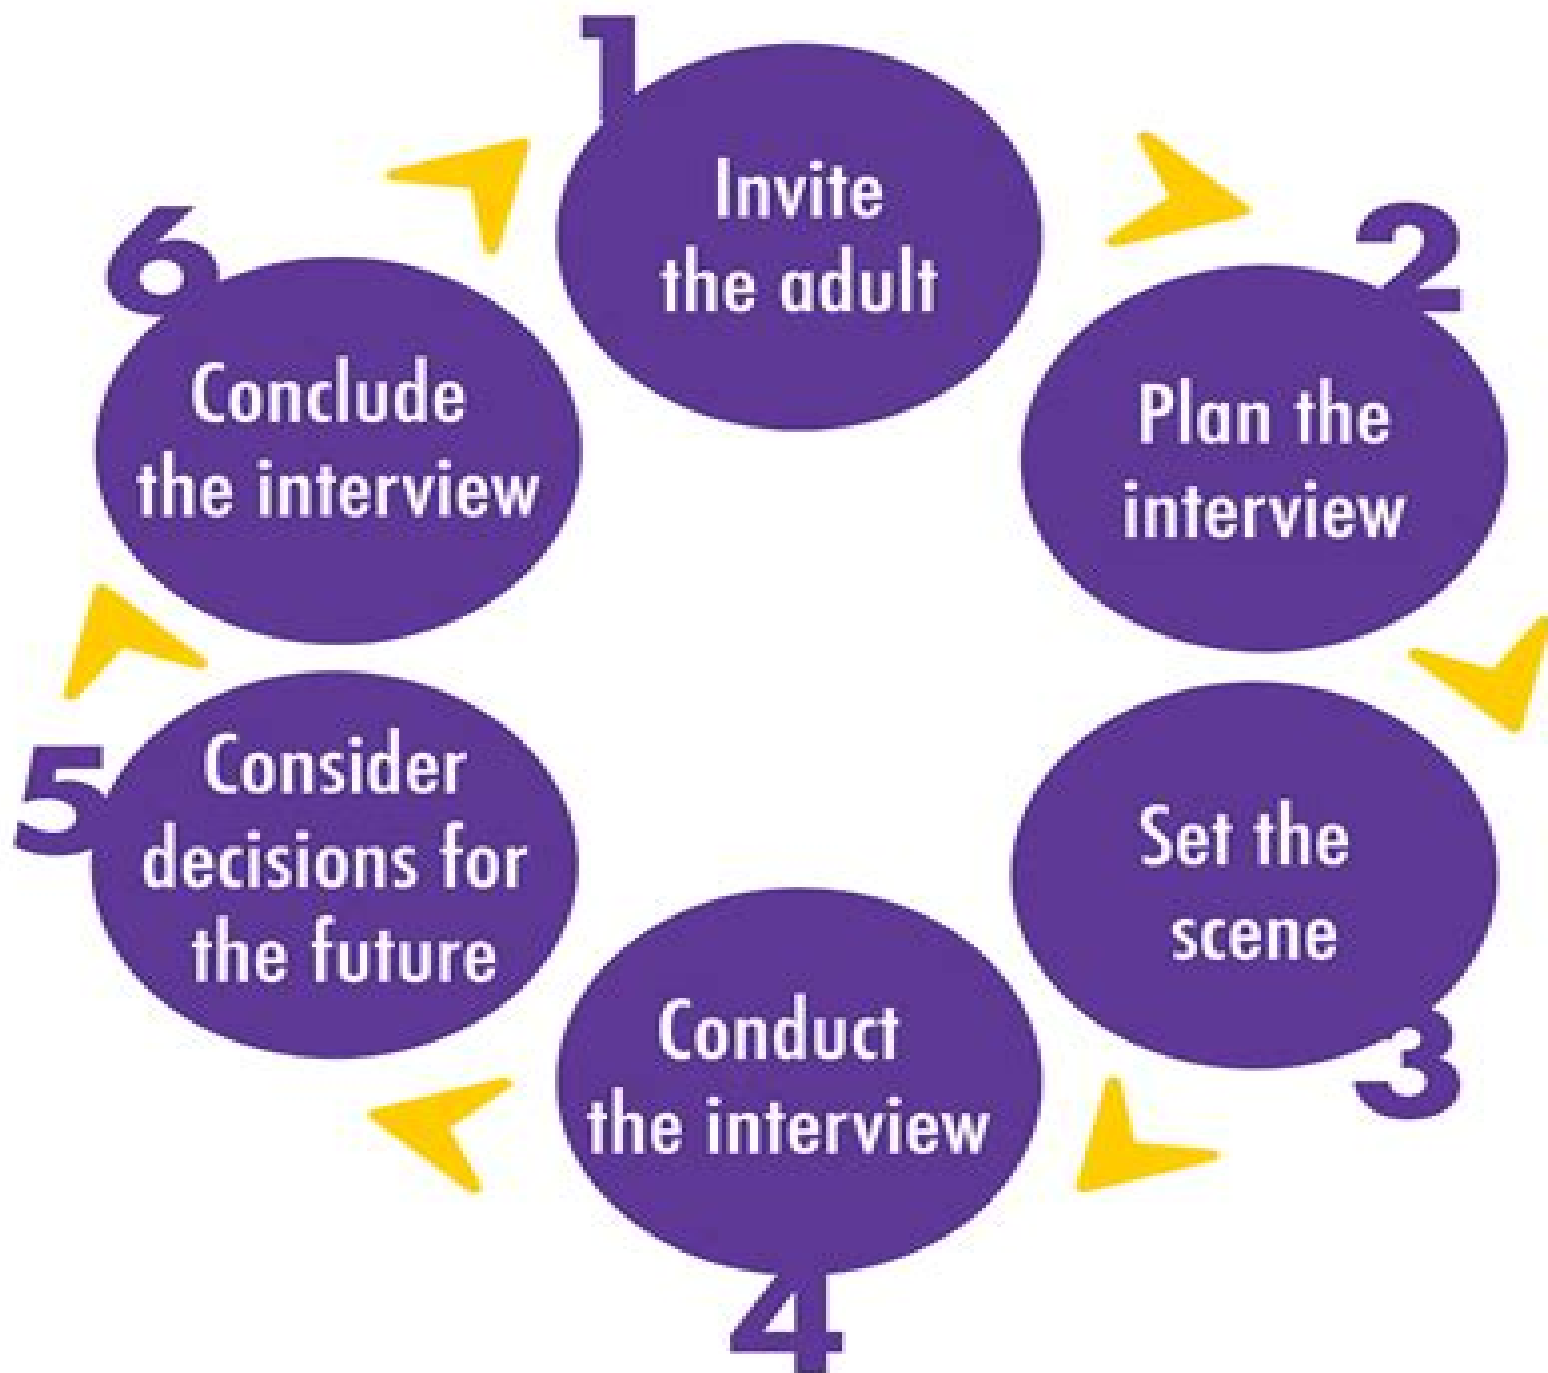 1
Invite
the adult
2
Plan the
interview
3
Set the
scene
4
Conduct
the interview
5
Consider
decisions for
the future
6
Conclude
the interview